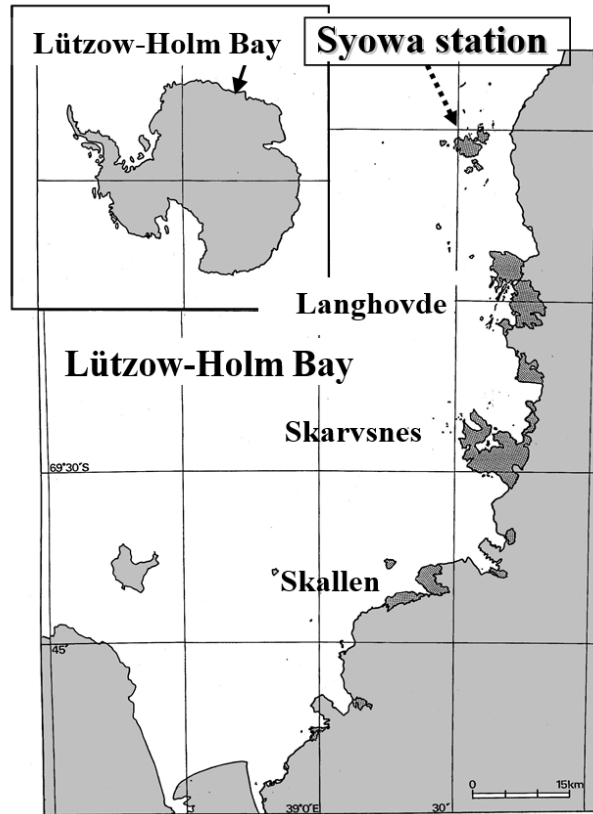 Lützow-Holm Bay
Syowa station
Langhovde
Lützow-Holm Bay
Skarvsnes
69°30'S
Skallen
45'
0 15km
39°0'E
30'